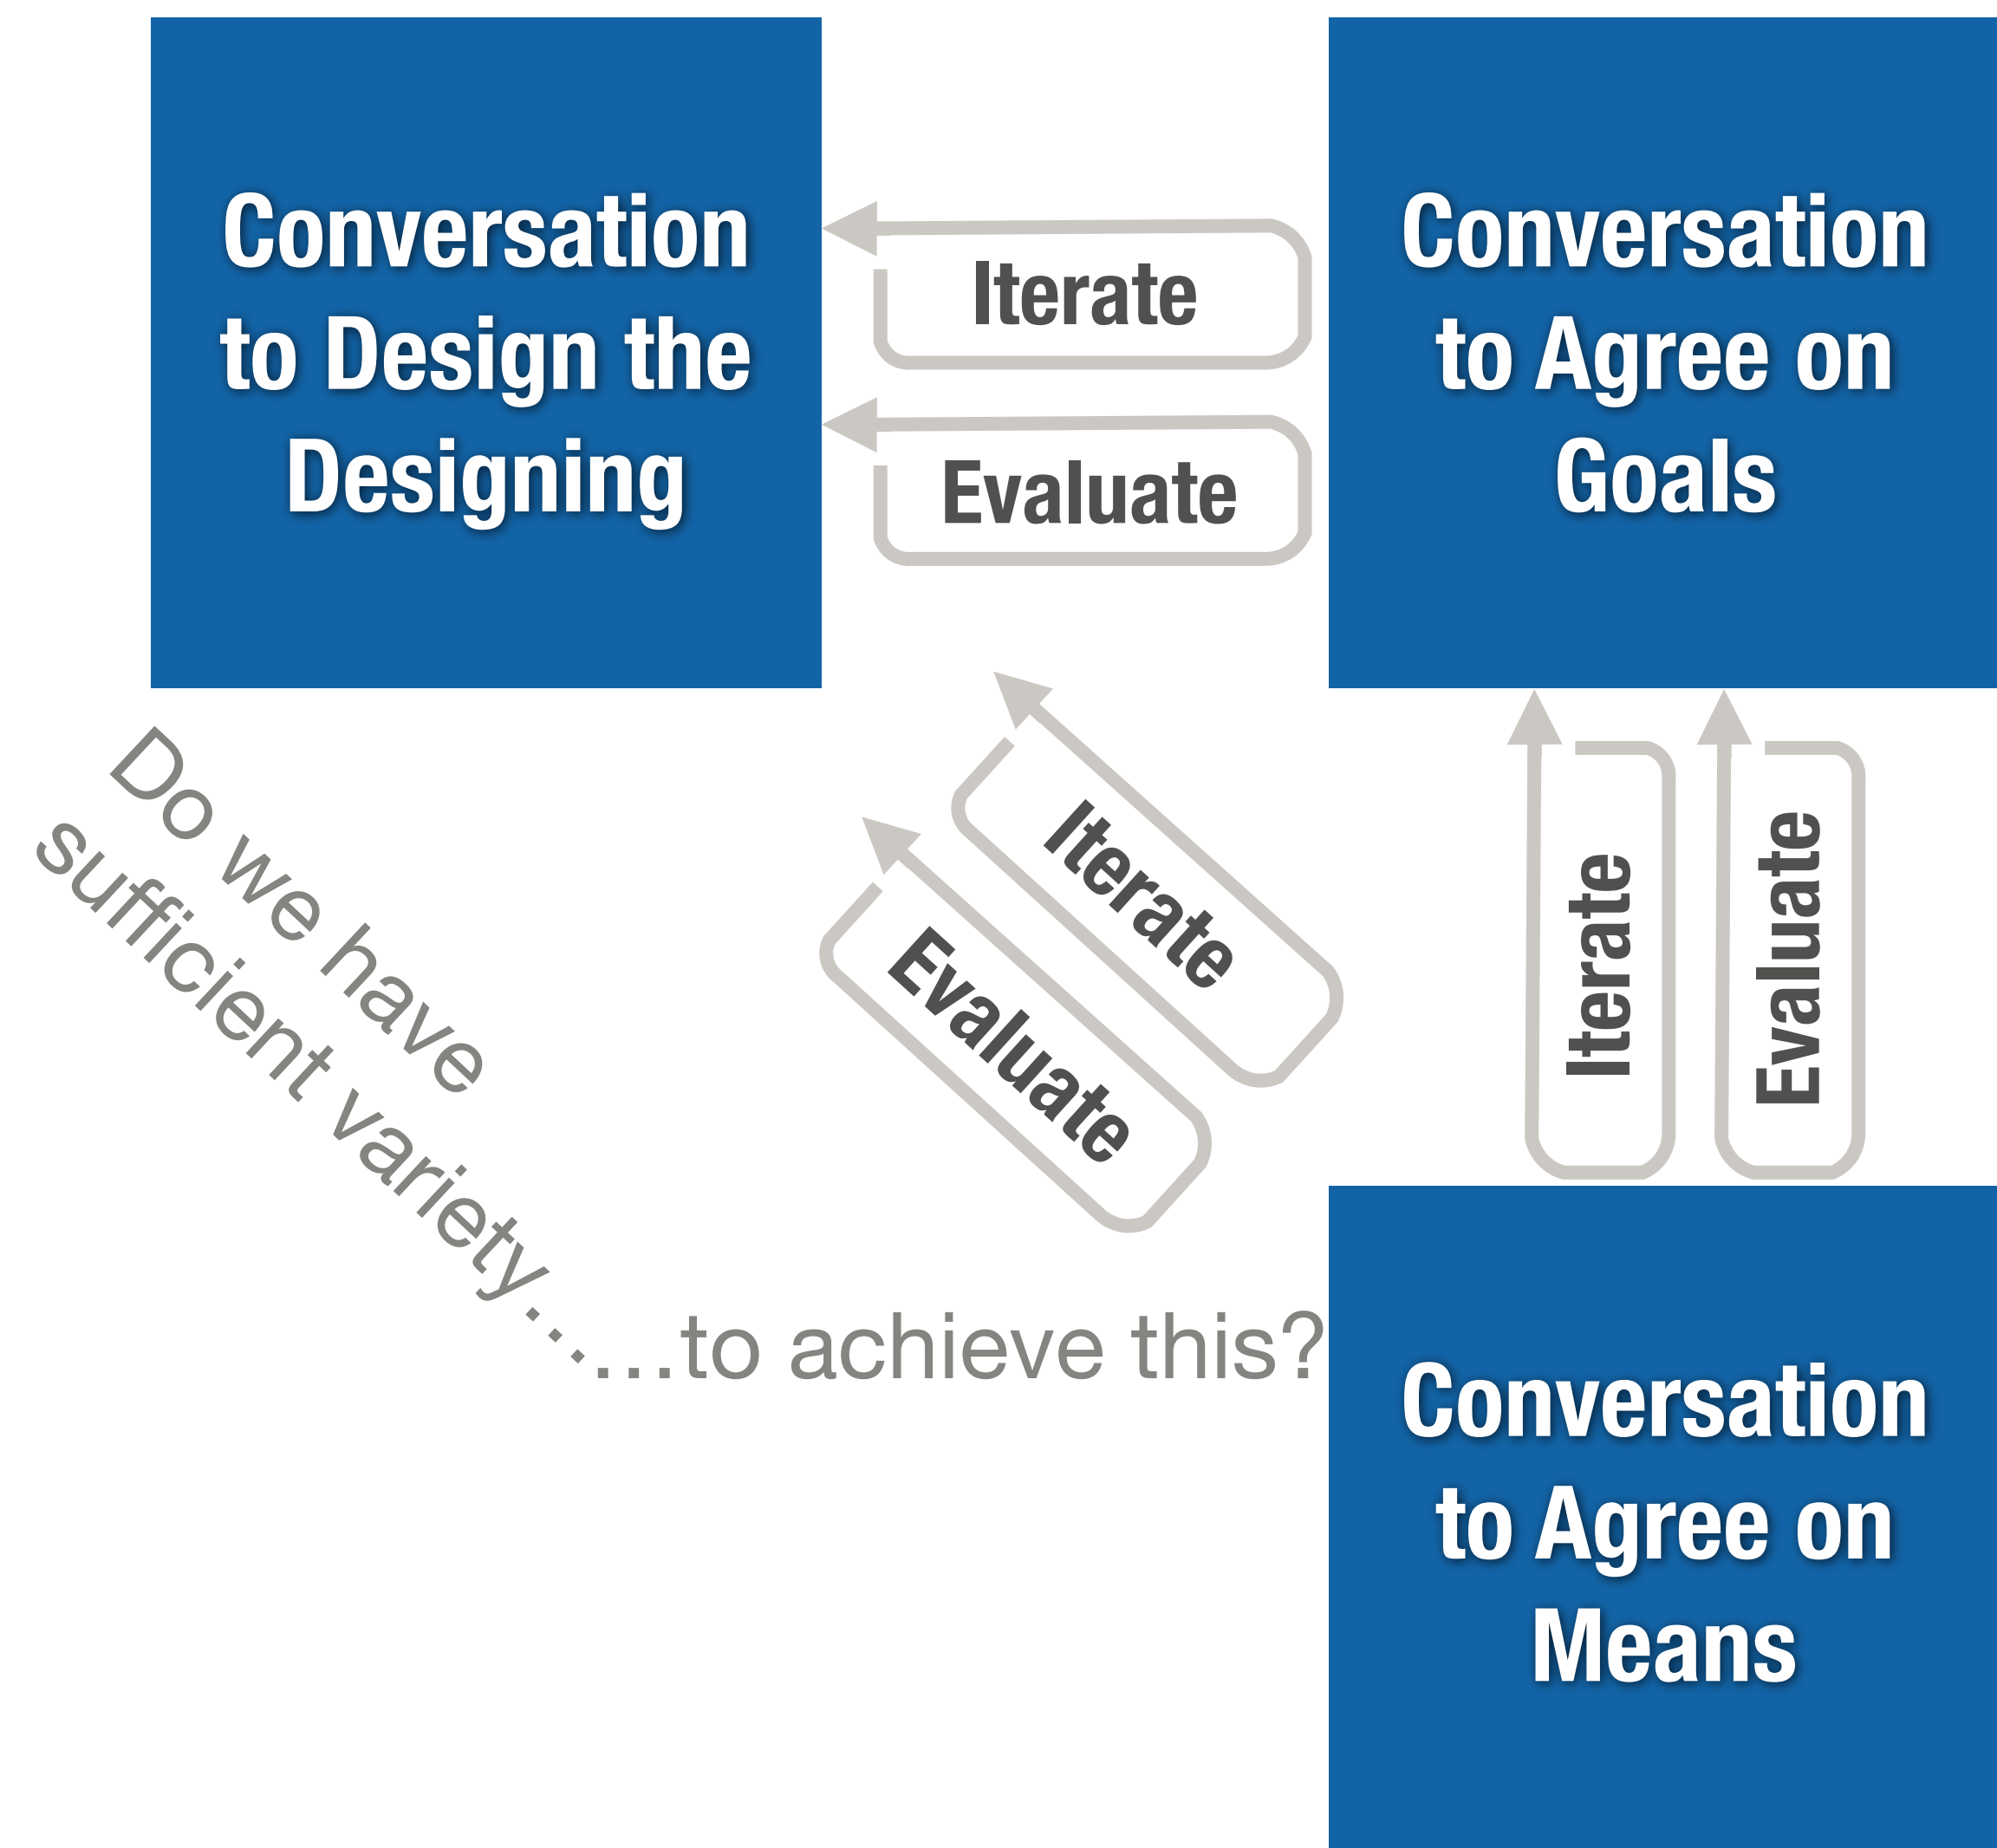 Conversation
to Design the
Designing
Iterate
Evaluate
Conversation
to Agree on
Goals
Iterate
Evaluate
Iterate
Evaluate
Do we have
sufficient variety…
…to achieve this?
Conversation
to Agree on
Means